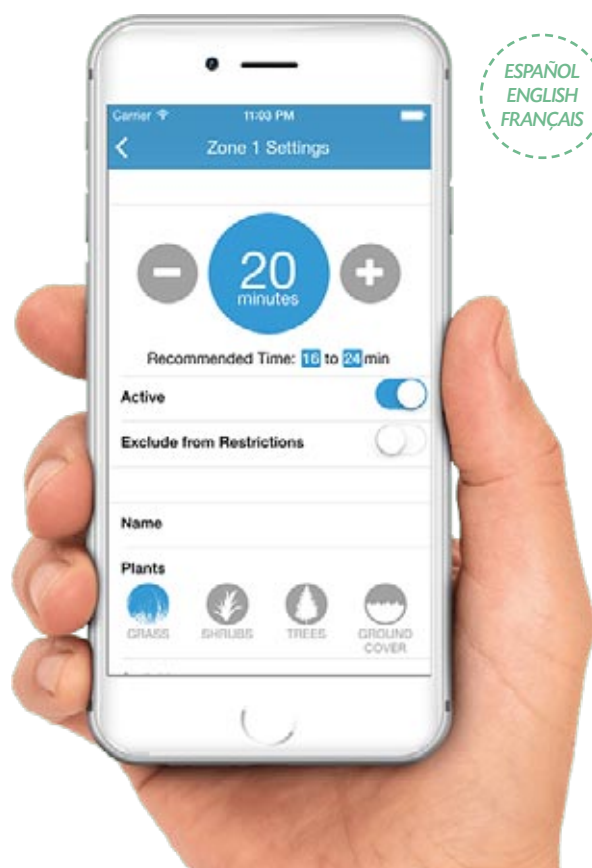 ESPAÑOL
ENGLISH
FRANÇAIS
Carrier 11:03 PM
Zone 1 Settings
20
minutes
Recommended Time: 16 to 24 min
Active
Exclude from Restrictions
Name
Plants
GRASS SHRUBS TREES GROUND
COVER